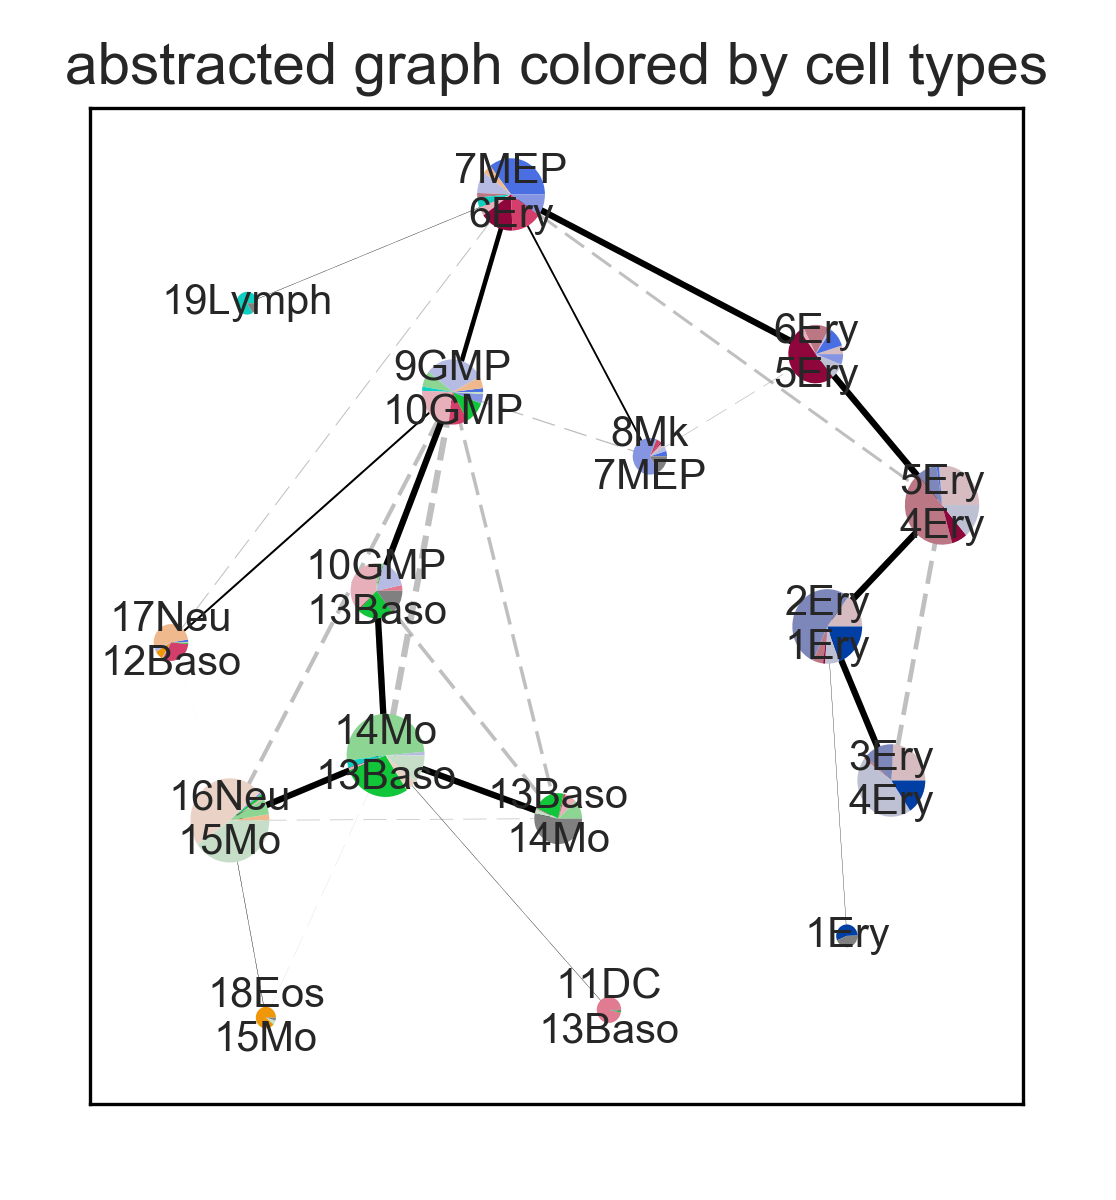 abstracted graph colored by cell types
7MEP
6Ery
19Lymph
6Ery
5Ery
9GMP
10GMP
8Mk
7MEP
5Ery
4Ery
10GMP
13Baso
2Ery
1Ery
17Neu
12Baso
14Mo
13Baso
3Ery
4Ery
16Neu
15Mo
13Baso
14Mo
1Ery
18Eos
15Mo
11DC
13Baso